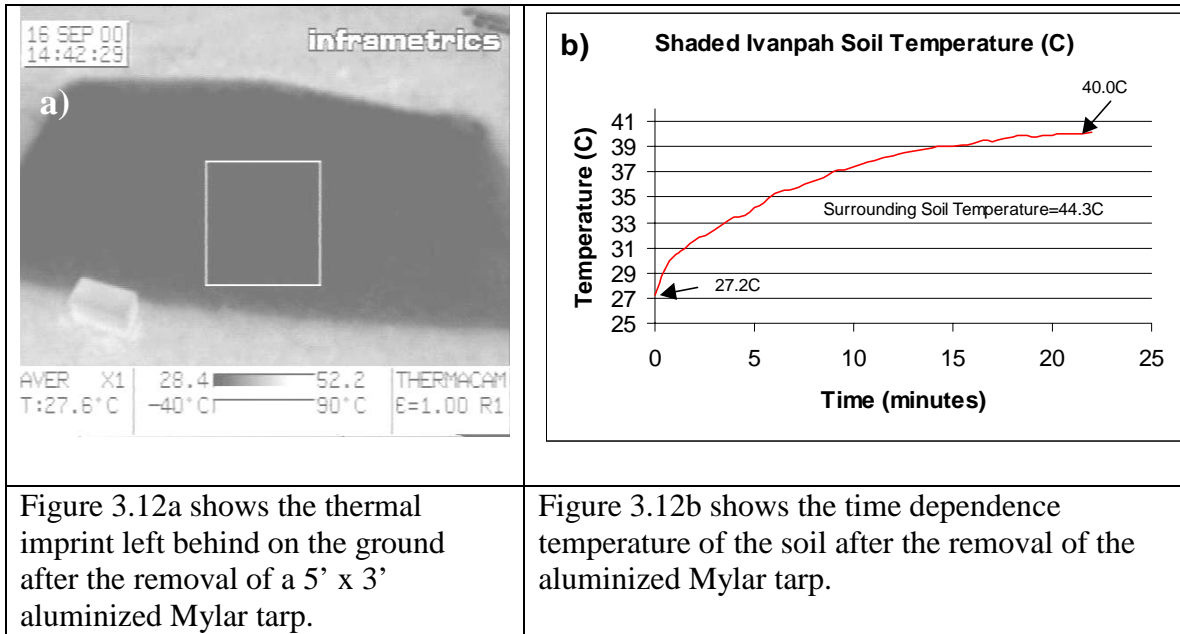 16 SEP 00
14:42:29
inframetrics
a)
AVER X1 28.4 52.2 THERMACAM
T:27.6°C -40°C 90°C ε=1.00 R1
b) Shaded Ivanpah Soil Temperature (C)
40.0C
Temperature (C)
41
39
37
35
33
31
29
27
25
Surrounding Soil Temperature=44.3C
27.2C
0 5 10 15 20 25
Time (minutes)
Figure 3.12a shows the thermal
imprint left behind on the ground
after the removal of a 5’ x 3’
aluminized Mylar tarp.
Figure 3.12b shows the time dependence
temperature of the soil after the removal of the
aluminized Mylar tarp.